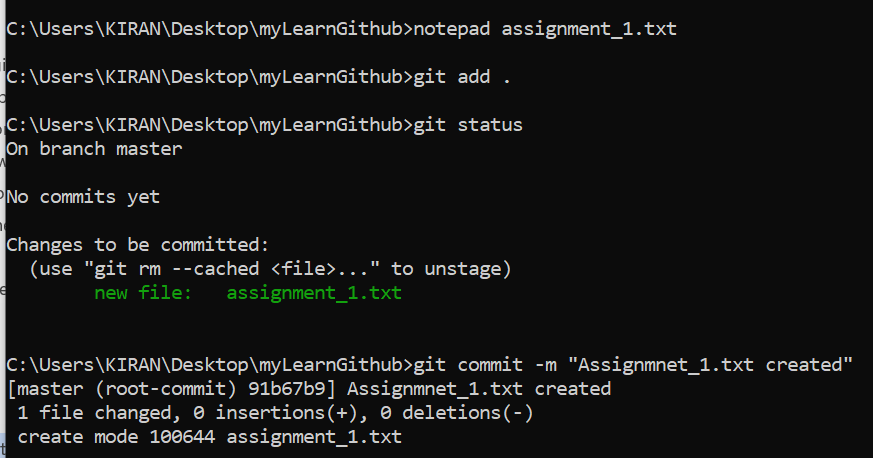 C:\Users\KIRAN\Desktop\myLearnGithub>notepad assignment_1.txt
C:\Users\KIRAN\Desktop\myLearnGithub>git add .
C:\Users\KIRAN\Desktop\myLearnGithub>git status
On branch master
No commits yet
Changes to be committed:
  (use "git rm --cached <file>..." to unstage)
        new file:   assignment_1.txt
C:\Users\KIRAN\Desktop\myLearnGithub>git commit -m "Assignmnet_1.txt created"
[master (root-commit) 91b67b9] Assignmnet_1.txt created
 1 file changed, 0 insertions(+), 0 deletions(-)
 create mode 100644 assignment_1.txt